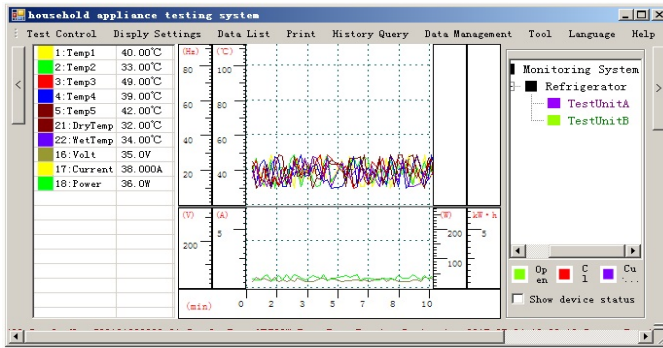 household appliance testing system
Test Control Disply Settings Data List Print History Query Data Management Tool Language Help
1:Temp1 40.00℃
2:Temp2 33.00℃
3:Temp3 49.00℃
4:Temp4 39.00℃
5:Temp5 42.00℃
21:DryTemp 32.00℃
22:WetTemp 34.00℃
16:Volt 35.0V
17:Current 38.000A
18:Power 36.0W
(Hz) (℃)
80 100
60 80
40 60
20 40
(V) (A) (W) kW·h
200 5 200 5
100
(min) 0 2 3 5 7 8 10
Monitoring System
Refrigerator
TestUnitA
TestUnitB
Op
en
C
l
Cu
...
Show device status